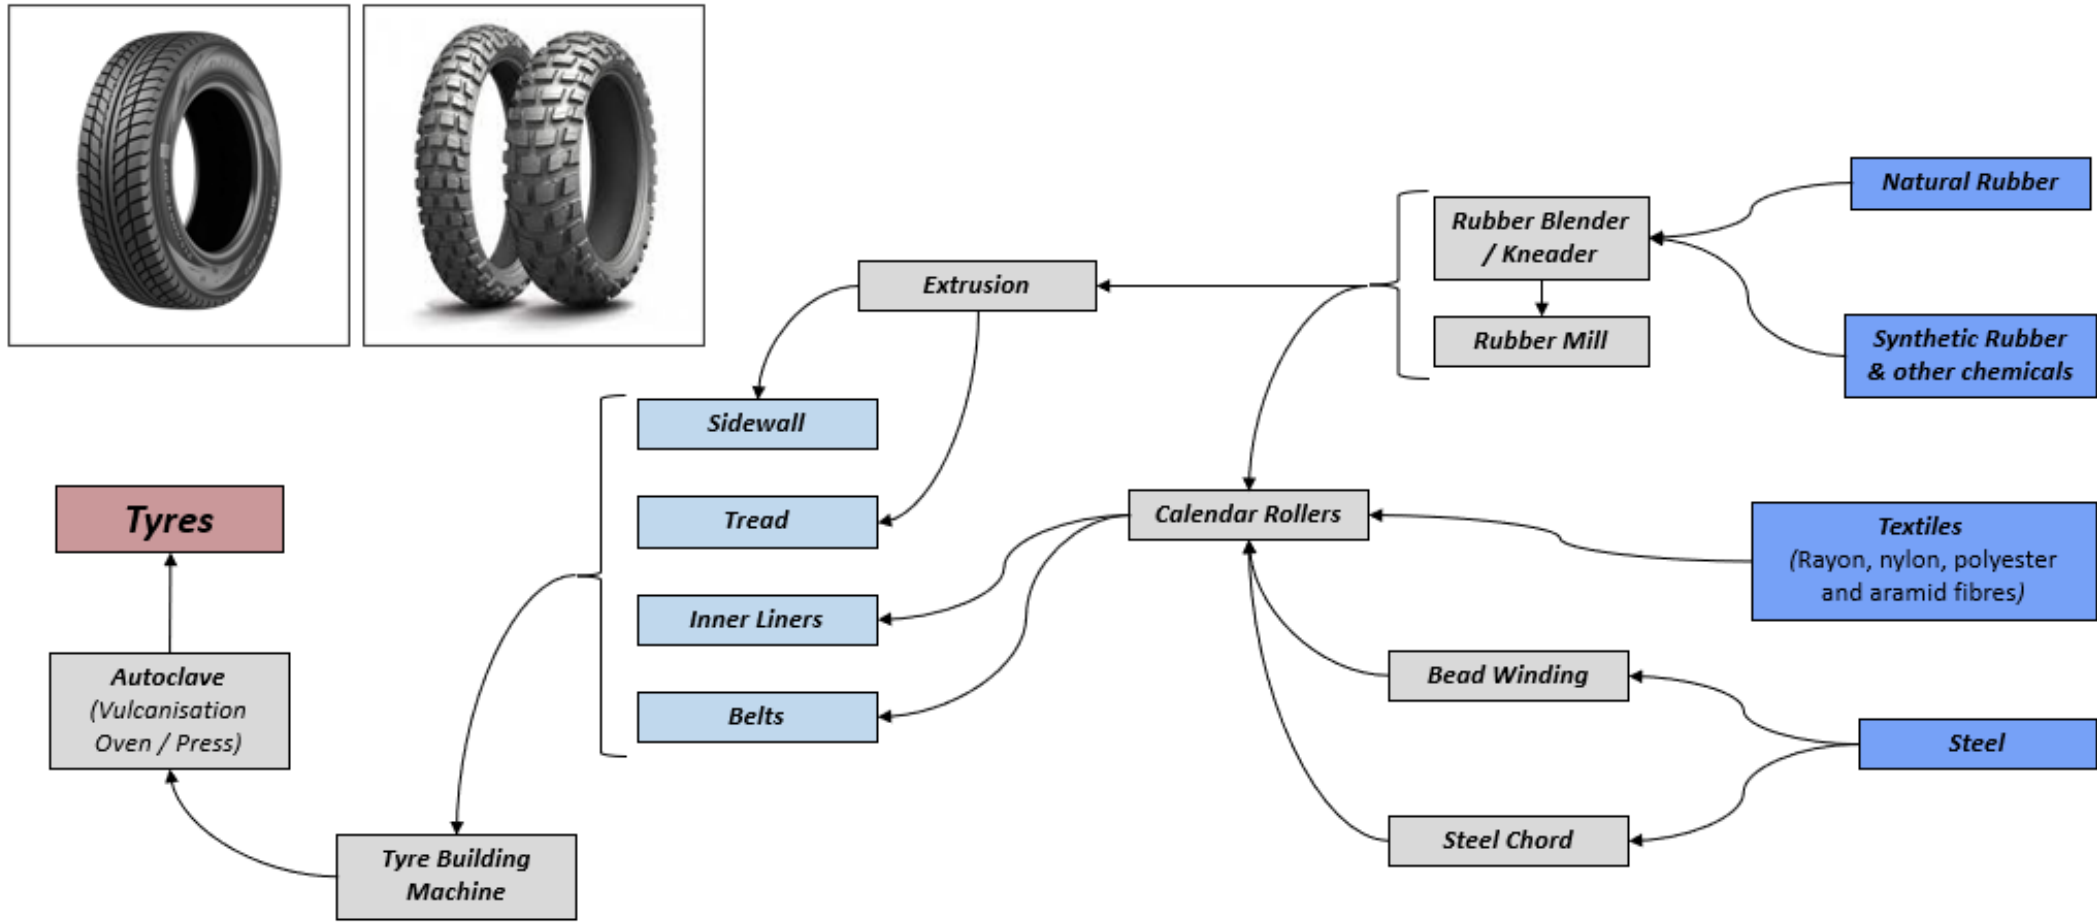 Natural Rubber
Rubber Blender
/ Kneader
Extrusion
Rubber Mill
Synthetic Rubber
& other chemicals
Sidewall
Tyres
Tread
Calendar Rollers
Textiles
(Rayon, nylon, polyester
and aramid fibres)
Inner Liners
Autoclave
(Vulcanisation
Oven / Press)
Bead Winding
Belts
Steel
Steel Chord
Tyre Building
Machine